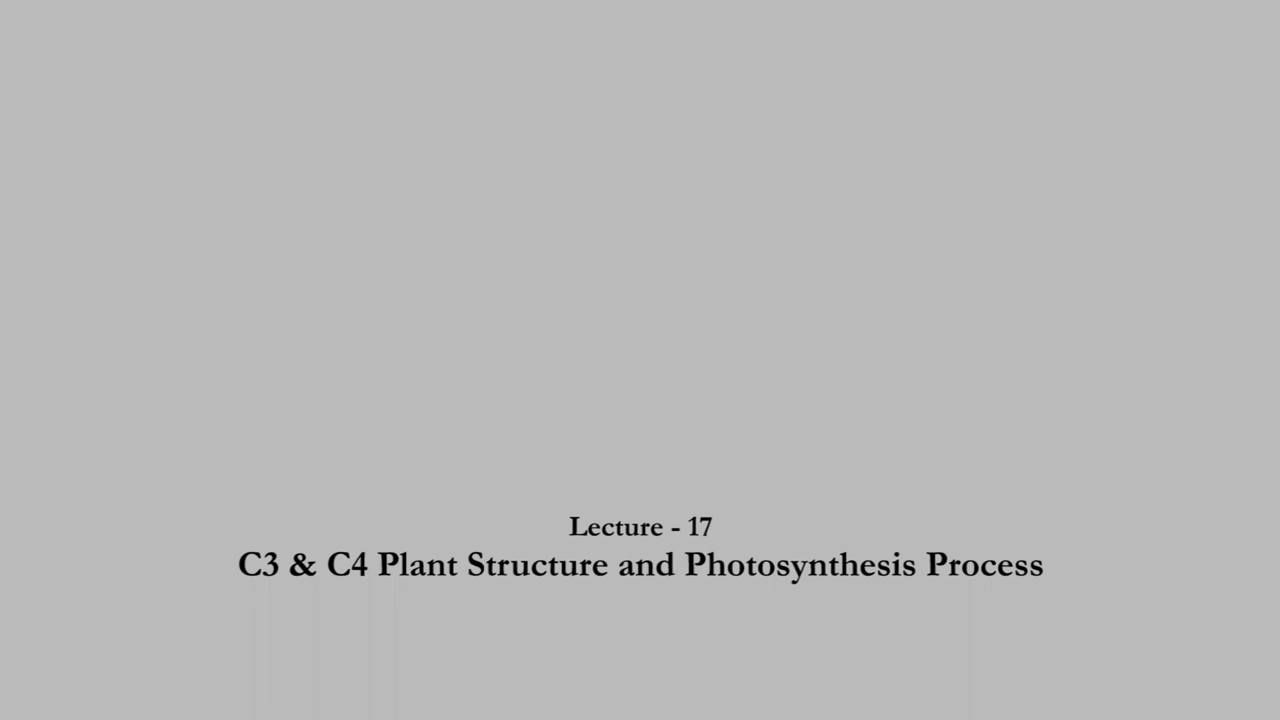 Lecture - 17
C3 & C4 Plant Structure and Photosynthesis Process